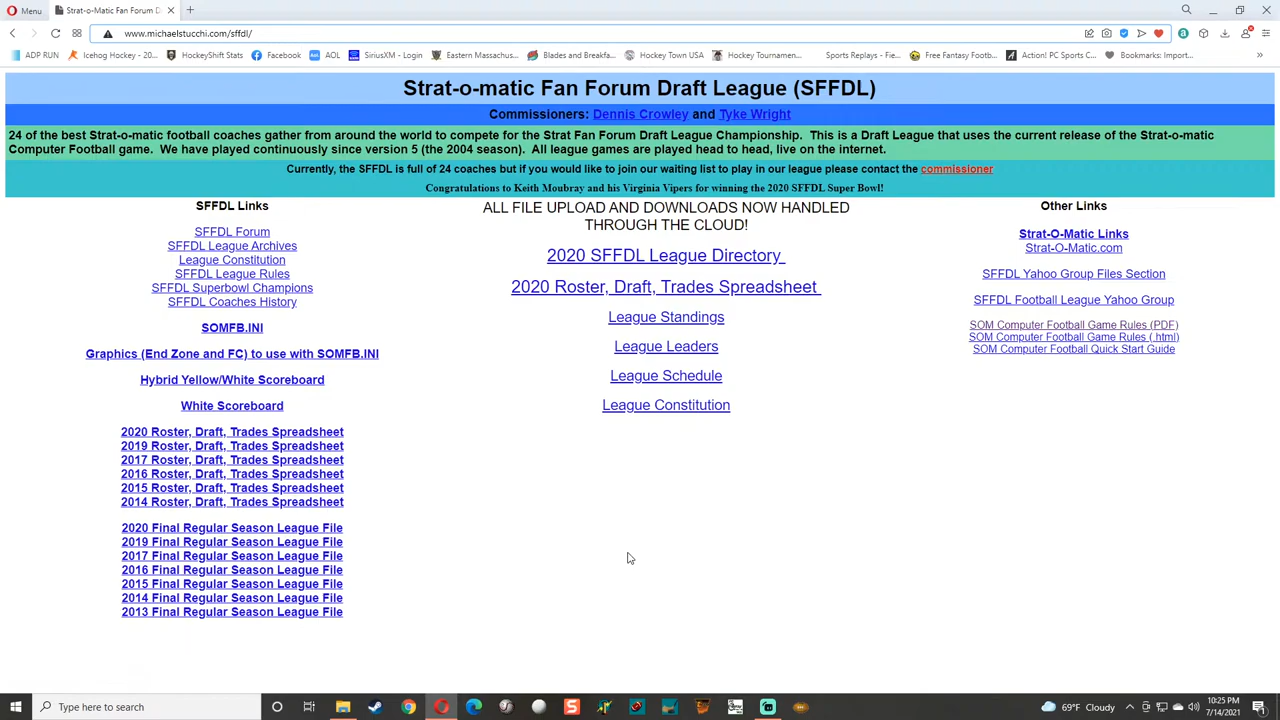 Menu
Strat-o-Matic Fan Forum D
www.michaelstucchi.com/sffdl/
ADP RUN
Icehog Hockey - 20...
HockeyShift Stats
Facebook
AOL
SiriusXM - Login
Eastern Massachus...
Blades and Breakfa...
Hockey Town USA
Hockey Tournamen...
Sports Replays - Fie...
Free Fantasy Footb...
Action! PC Sports C...
Bookmarks: Import...
Strat-o-matic Fan Forum Draft League (SFFDL)
Commissioners: Dennis Crowley and Tyke Wright
24 of the best Strat-o-matic football coaches gather from around the world to compete for the Strat Fan Forum Draft League Championship. This is a Draft League that uses the current release of the Strat-o-matic
Computer Football game. We have played continuously since version 5 (the 2004 season). All league games are played head to head, live on the internet.
Currently, the SFFDL is full of 24 coaches but if you would like to join our waiting list to play in our league please contact the commissioner
Congratulations to Keith Moubray and his Virginia Vipers for winning the 2020 SFFDL Super Bowl!
SFFDL Links
SFFDL Forum
SFFDL League Archives
League Constitution
SFFDL League Rules
SFFDL Superbowl Champions
SFFDL Coaches History
SOMFB.INI
Graphics (End Zone and FC) to use with SOMFB.INI
Hybrid Yellow/White Scoreboard
White Scoreboard
2020 Roster, Draft, Trades Spreadsheet
2019 Roster, Draft, Trades Spreadsheet
2017 Roster, Draft, Trades Spreadsheet
2016 Roster, Draft, Trades Spreadsheet
2015 Roster, Draft, Trades Spreadsheet
2014 Roster, Draft, Trades Spreadsheet
2020 Final Regular Season League File
2019 Final Regular Season League File
2017 Final Regular Season League File
2016 Final Regular Season League File
2015 Final Regular Season League File
2014 Final Regular Season League File
2013 Final Regular Season League File
ALL FILE UPLOAD AND DOWNLOADS NOW HANDLED
THROUGH THE CLOUD!
2020 SFFDL League Directory
2020 Roster, Draft, Trades Spreadsheet
League Standings
League Leaders
League Schedule
League Constitution
Other Links
Strat-O-Matic Links
Strat-O-Matic.com
SFFDL Yahoo Group Files Section
SFFDL Football League Yahoo Group
SOM Computer Football Game Rules (PDF)
SOM Computer Football Game Rules (.html)
SOM Computer Football Quick Start Guide
Type here to search
69°F Cloudy
10:25 PM
7/14/2021